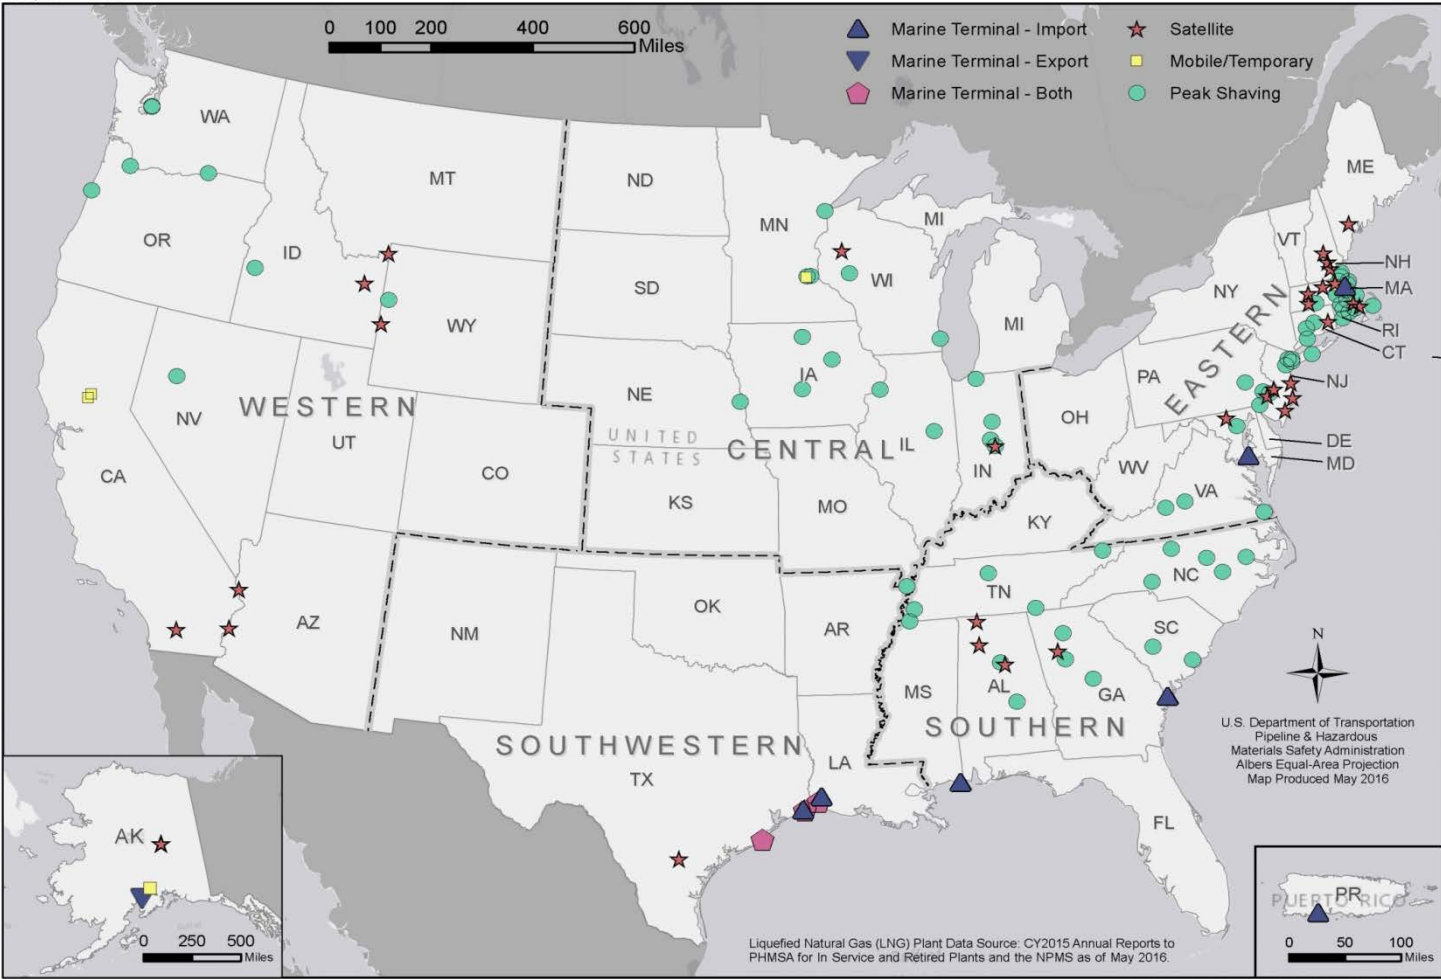 0 100 200 400 600
Miles
Marine Terminal - Import
Marine Terminal - Export
Marine Terminal - Both
Satellite
Mobile/Temporary
Peak Shaving
WA
MT
ND
MN
MI
ME
OR
ID
SD
WI
VT
NH
MA
NY
WY
MI
RI
CT
NE
IA
PA
NJ
EASTERN
NV
WESTERN
UT
UNITED
STATES
CENTRAL
IL
IN
OH
DE
MD
CA
CO
KS
MO
WV
VA
KY
AZ
NM
OK
AR
TN
NC
SC
MS
AL
GA
SOUTHERN
SOUTHWESTERN
TX
LA
FL
N
U.S. Department of Transportation
Pipeline & Hazardous
Materials Safety Administration
Albers Equal-Area Projection
Map Produced May 2016
AK
0 250 500
Miles
PR
PUERTO RICO
0 50 100
Miles
Liquefied Natural Gas (LNG) Plant Data Source: CY2015 Annual Reports to
PHMSA for In Service and Retired Plants and the NPMS as of May 2016.